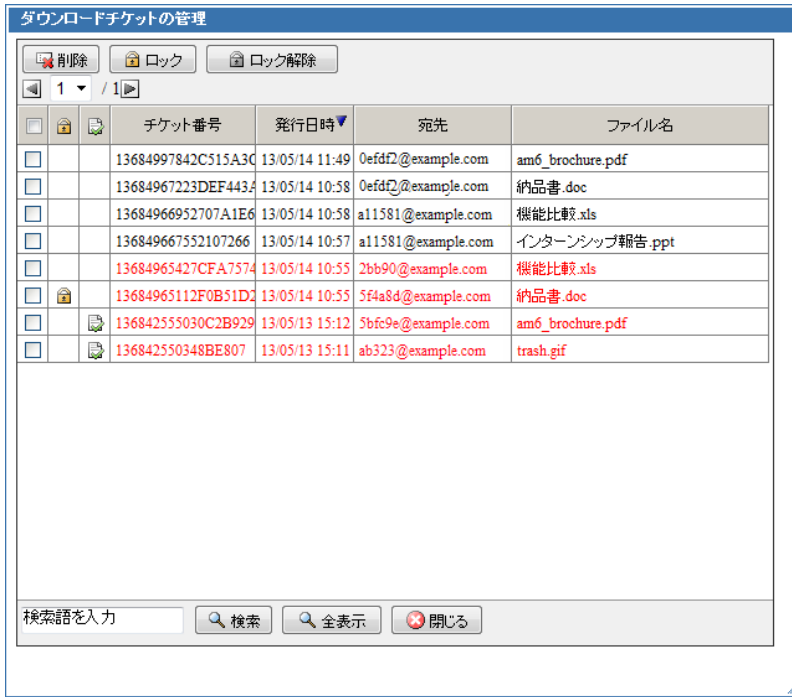 ダウンロードチケットの管理
削除 ロック ロック解除
1 / 1
チケット番号 発行日時 宛先 ファイル名
13684997842C515A3C 13/05/14 11:49 0efdf2@example.com am6_brochure.pdf
13684967223DEF443A 13/05/14 10:58 0efdf2@example.com 納品書.doc
13684966952707A1E6 13/05/14 10:58 a11581@example.com 機能比較.xls
136849667552107266 13/05/14 10:57 a11581@example.com インターンシップ報告.ppt
13684965427CFA7574 13/05/14 10:55 2bb90@example.com 機能比較.xls
13684965112F0B51D2 13/05/14 10:55 5f4a8d@example.com 納品書.doc
136842555030C2B929 13/05/13 15:12 5bfc9e@example.com am6_brochure.pdf
136842550348BE807 13/05/13 15:11 ab323@example.com trash.gif
検索語を入力 検索 全表示 閉じる